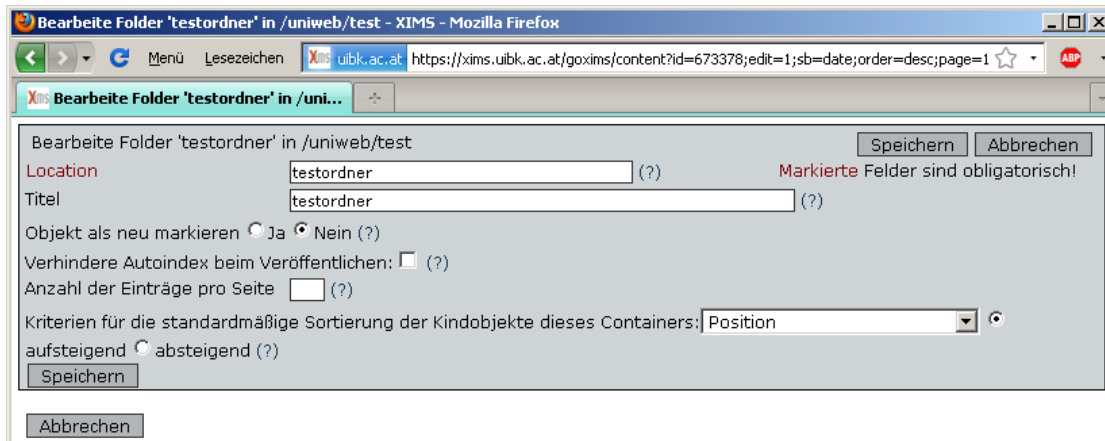 Bearbeite Folder 'testordner' in /uniweb/test - XIMS - Mozilla Firefox
Menü Lesezeichen Xims uibk.ac.at https://xims.uibk.ac.at/goxims/content?id=673378;edit=1;sb=date;order=desc;page=1 ABP
Xims Bearbeite Folder 'testordner' in /uni...
Bearbeite Folder 'testordner' in /uniweb/test Speichern Abbrechen
Location testordner (?) Markierte Felder sind obligatorisch!
Titel testordner (?)
Objekt als neu markieren Ja Nein (?)
Verhindere Autoindex beim Veröffentlichen: (?)
Anzahl der Einträge pro Seite (?)
Kriterien für die standardmäßige Sortierung der Kindobjekte dieses Containers: Position
aufsteigend absteigend (?)
Speichern
Abbrechen